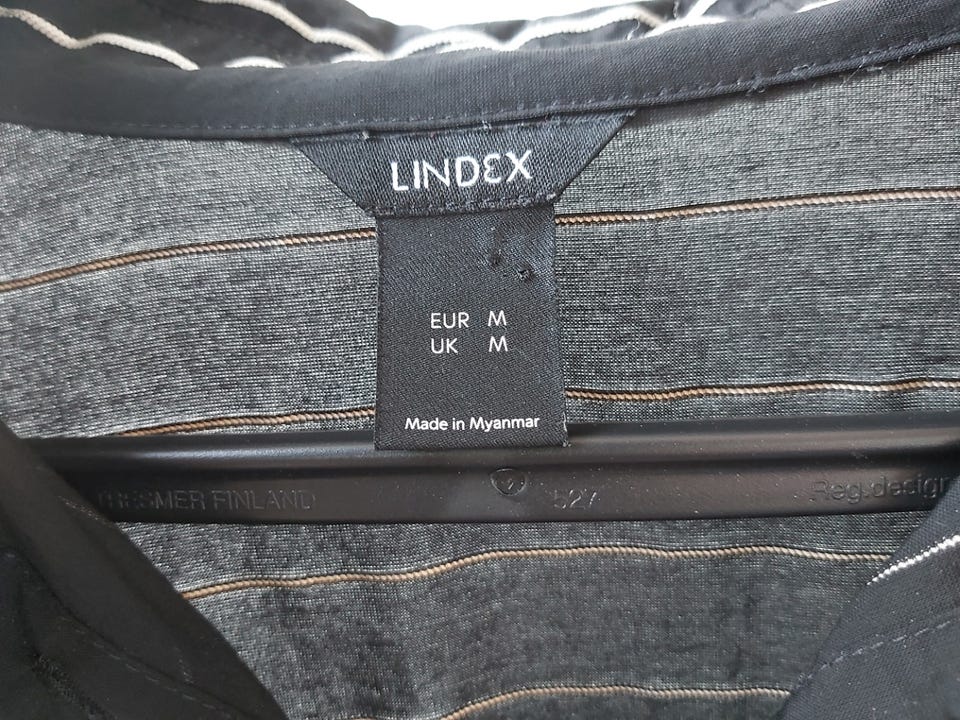 LINDEX
EUR M
UK M
Made in Myanmar
FINLAND
527
Reg.design